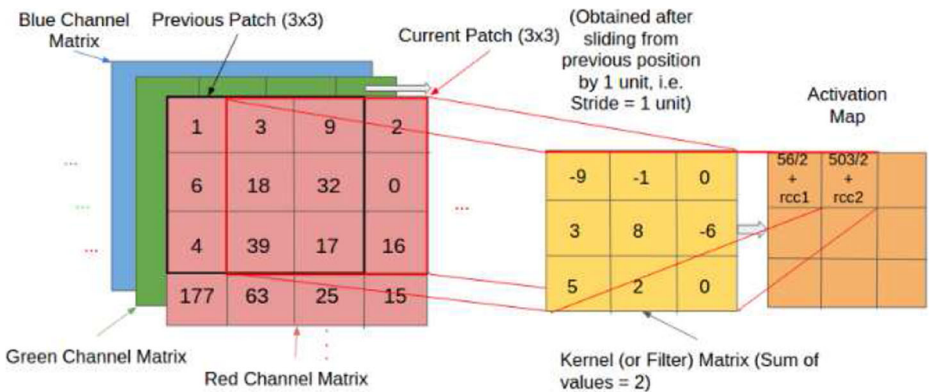 Blue Channel
Matrix
Previous Patch (3x3)
Current Patch (3x3)
(Obtained after
sliding from
previous position
by 1 unit, i.e.
Stride = 1 unit)
Activation
Map
1 3 9 2
6 18 32 0
4 39 17 16
177 63 25 15
...
...
...
...
-9 -1 0
3 8 -6
5 2 0
56/2 503/2
+ +
rcc1 rcc2
Green Channel Matrix
Red Channel Matrix
Kernel (or Filter) Matrix (Sum of
values = 2)